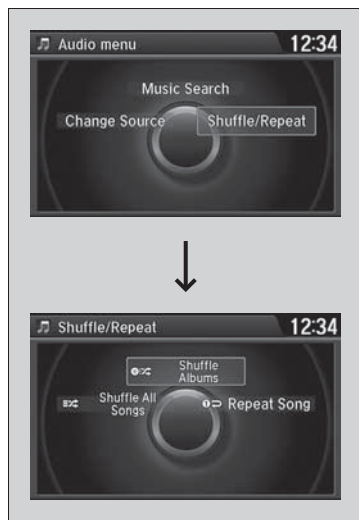 Audio menu 12:34
Music Search
Change Source Shuffle/Repeat
Shuffle/Repeat 12:34
Shuffle
Albums
Shuffle All
Songs
Repeat Song